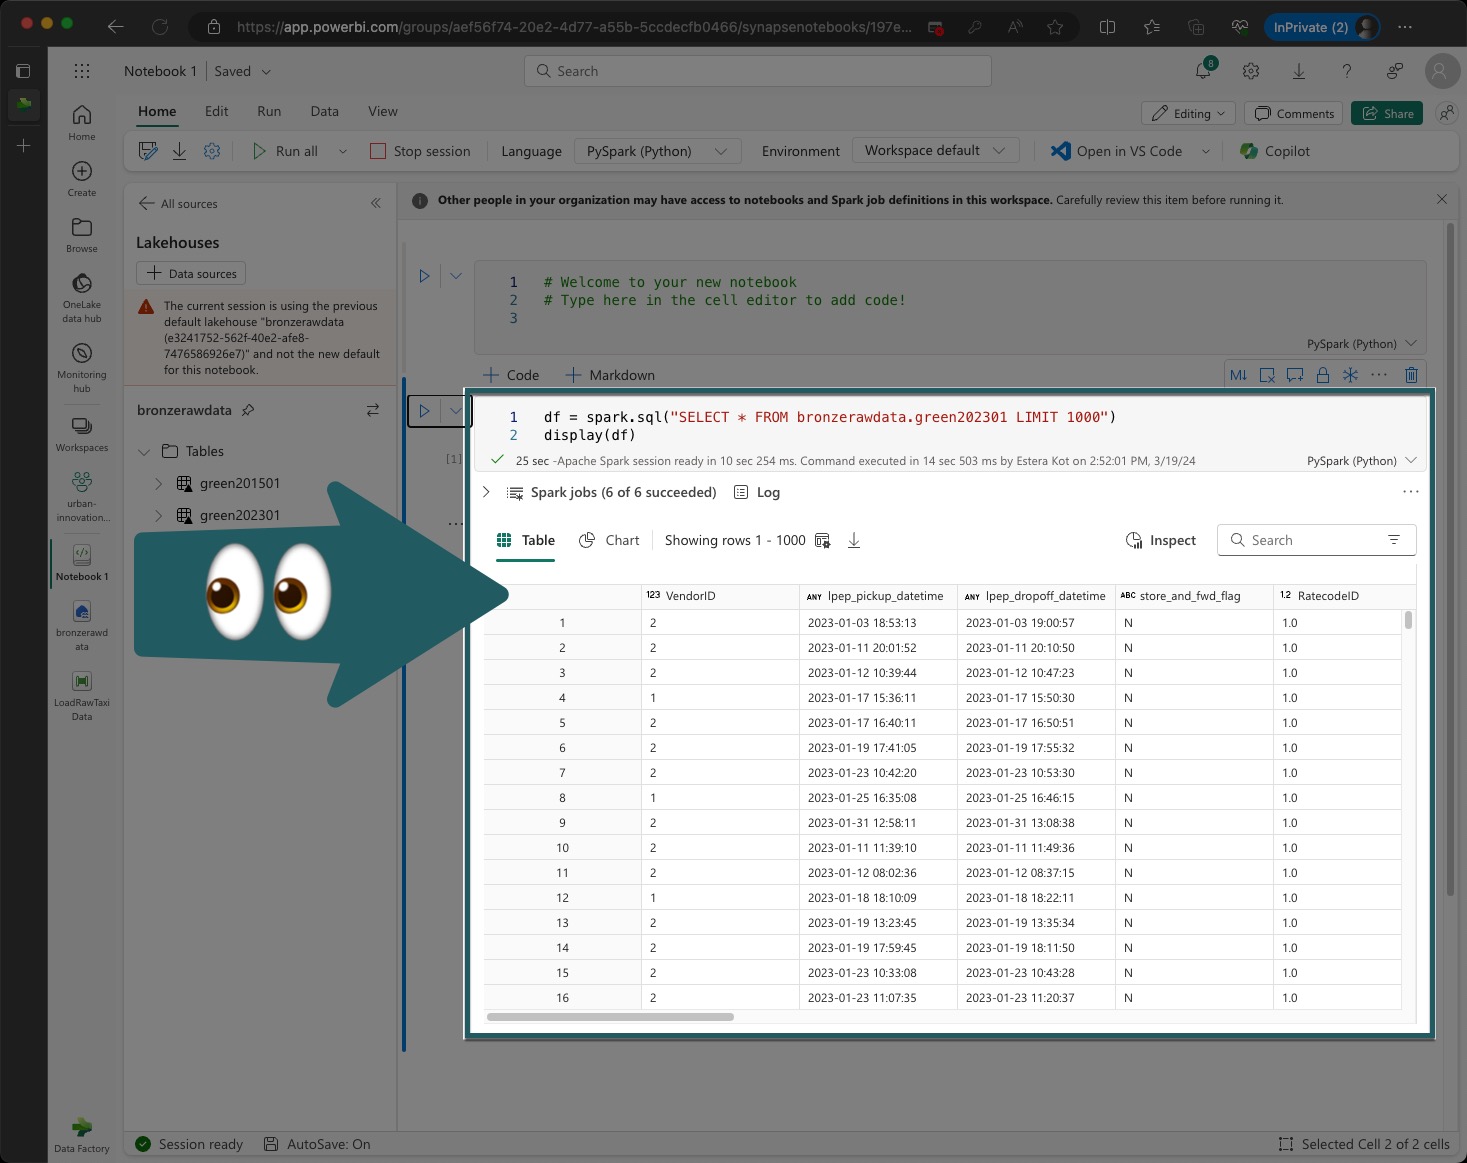 https://app.powerbi.com/groups/aef56f74-20e2-4d77-a55b-5ccdecfb0466/synapsenotebooks/197e...
InPrivate (2)
Notebook 1 | Saved
Search
8
Home
Edit
Run
Data
View
Editing
Comments
Share
Run all
Stop session
Language
PySpark (Python)
Environment
Workspace default
Open in VS Code
Copilot
Home
Create
Browse
OneLake
data hub
Monitoring
hub
Workspaces
urban-
innovation...
Notebook 1
bronzerawd
ata
LoadRawTaxi
Data
Data Factory
All sources
Lakehouses
Data sources
The current session is using the previous
default lakehouse "bronzerawdata
(e3241752-562f-40e2-afe8-
7476586926e7)" and not the new default
for this notebook.
bronzerawdata
Tables
green201501
green202301
Other people in your organization may have access to notebooks and Spark job definitions in this workspace. Carefully review this item before running it.
1 # Welcome to your new notebook
2 # Type here in the cell editor to add code!
3
PySpark (Python)
Code
Markdown
M↓
1 df = spark.sql("SELECT * FROM bronzerawdata.green202301 LIMIT 1000")
2 display(df)
[1]
25 sec -Apache Spark session ready in 10 sec 254 ms. Command executed in 14 sec 503 ms by Estera Kot on 2:52:01 PM, 3/19/24
PySpark (Python)
Spark jobs (6 of 6 succeeded)
Log
Table
Chart
Showing rows 1 - 1000
Inspect
Search
123 VendorID ANY lpep_pickup_datetime ANY lpep_dropoff_datetime ABC store_and_fwd_flag 1.2 RatecodeID
1 2 2023-01-03 18:53:13 2023-01-03 19:00:57 N 1.0
2 2 2023-01-11 20:01:52 2023-01-11 20:10:50 N 1.0
3 2 2023-01-12 10:39:44 2023-01-12 10:47:23 N 1.0
4 1 2023-01-17 15:36:11 2023-01-17 15:50:30 N 1.0
5 2 2023-01-17 16:40:11 2023-01-17 16:50:51 N 1.0
6 2 2023-01-19 17:41:05 2023-01-19 17:55:32 N 1.0
7 2 2023-01-23 10:42:20 2023-01-23 10:53:30 N 1.0
8 1 2023-01-25 16:35:08 2023-01-25 16:46:15 N 1.0
9 2 2023-01-31 12:58:11 2023-01-31 13:08:38 N 1.0
10 2 2023-01-11 11:39:10 2023-01-11 11:49:36 N 1.0
11 2 2023-01-12 08:02:36 2023-01-12 08:37:15 N 1.0
12 1 2023-01-18 18:10:09 2023-01-18 18:22:11 N 1.0
13 2 2023-01-19 13:23:45 2023-01-19 13:35:34 N 1.0
14 2 2023-01-19 17:59:45 2023-01-19 18:11:50 N 1.0
15 2 2023-01-23 10:33:08 2023-01-23 10:43:28 N 1.0
16 2 2023-01-23 11:07:35 2023-01-23 11:20:37 N 1.0
Session ready
AutoSave: On
Selected Cell 2 of 2 cells